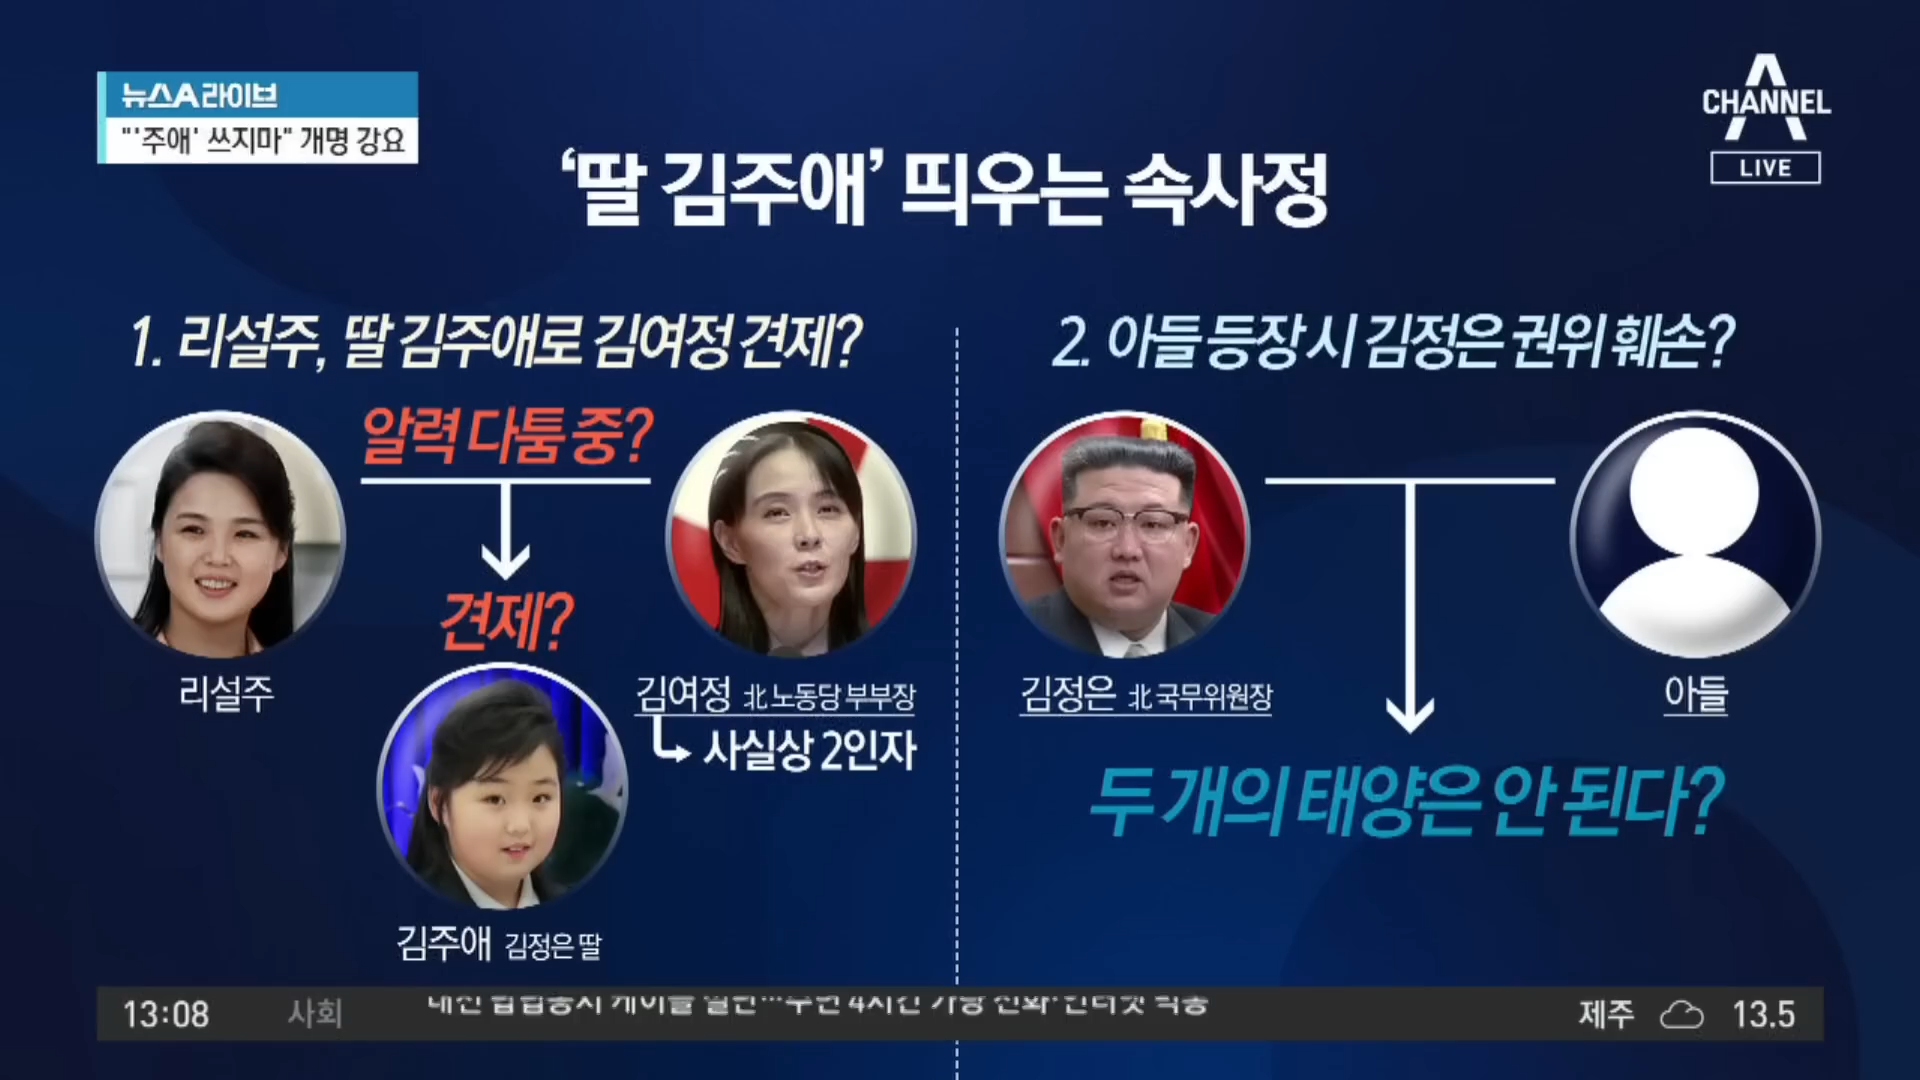 뉴스A라이브
"'주애' 쓰지마" 개명 강요
CHANNEL A
LIVE
'딸 김주애' 띄우는 속사정
1. 리설주, 딸 김주애로 김여정 견제?
알력 다툼 중?
견제?
리설주
김여정 北 노동당 부부장
사실상 2인자
김주애 김정은 딸
2. 아들 등장 시 김정은 권위 훼손?
김정은 北 국무위원장
아들
두 개의 태양은 안 된다?
13:08 사회
4시간
제주 13.5